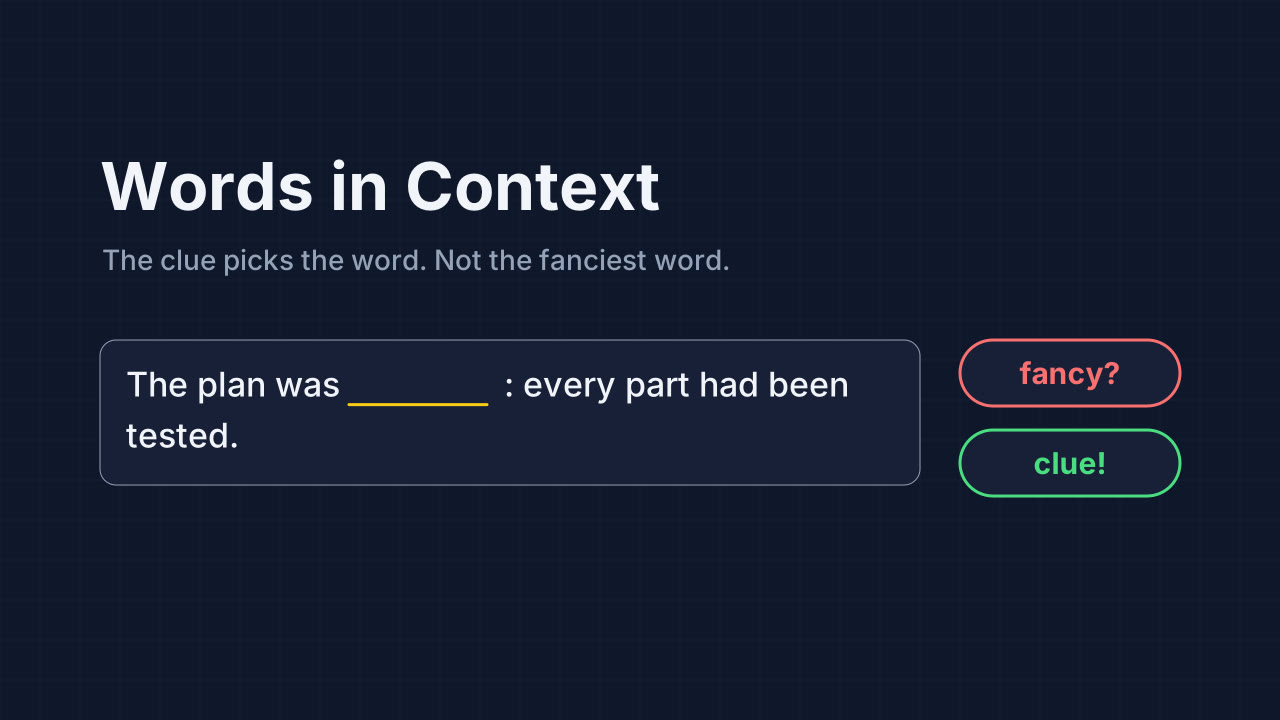 Words in Context
The clue picks the word. Not the fanciest word.
The plan was ________ : every part had been
tested.
fancy?
clue!